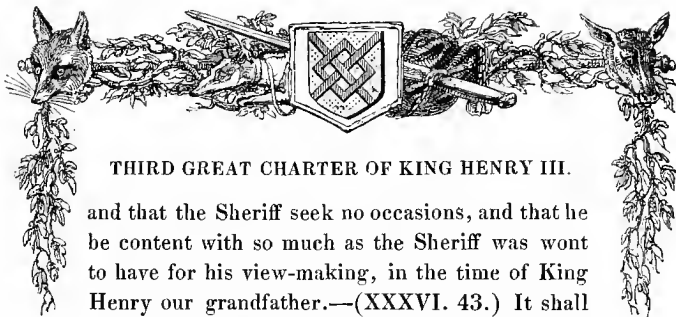 THIRD GREAT CHARTER OF KING HENRY III.
and that the Sheriff seek no occasions, and that he
be content with so much as the Sheriff was wont
to have for his view-making, in the time of King
Henry our grandfather.—(XXXVI. 43.) It shall